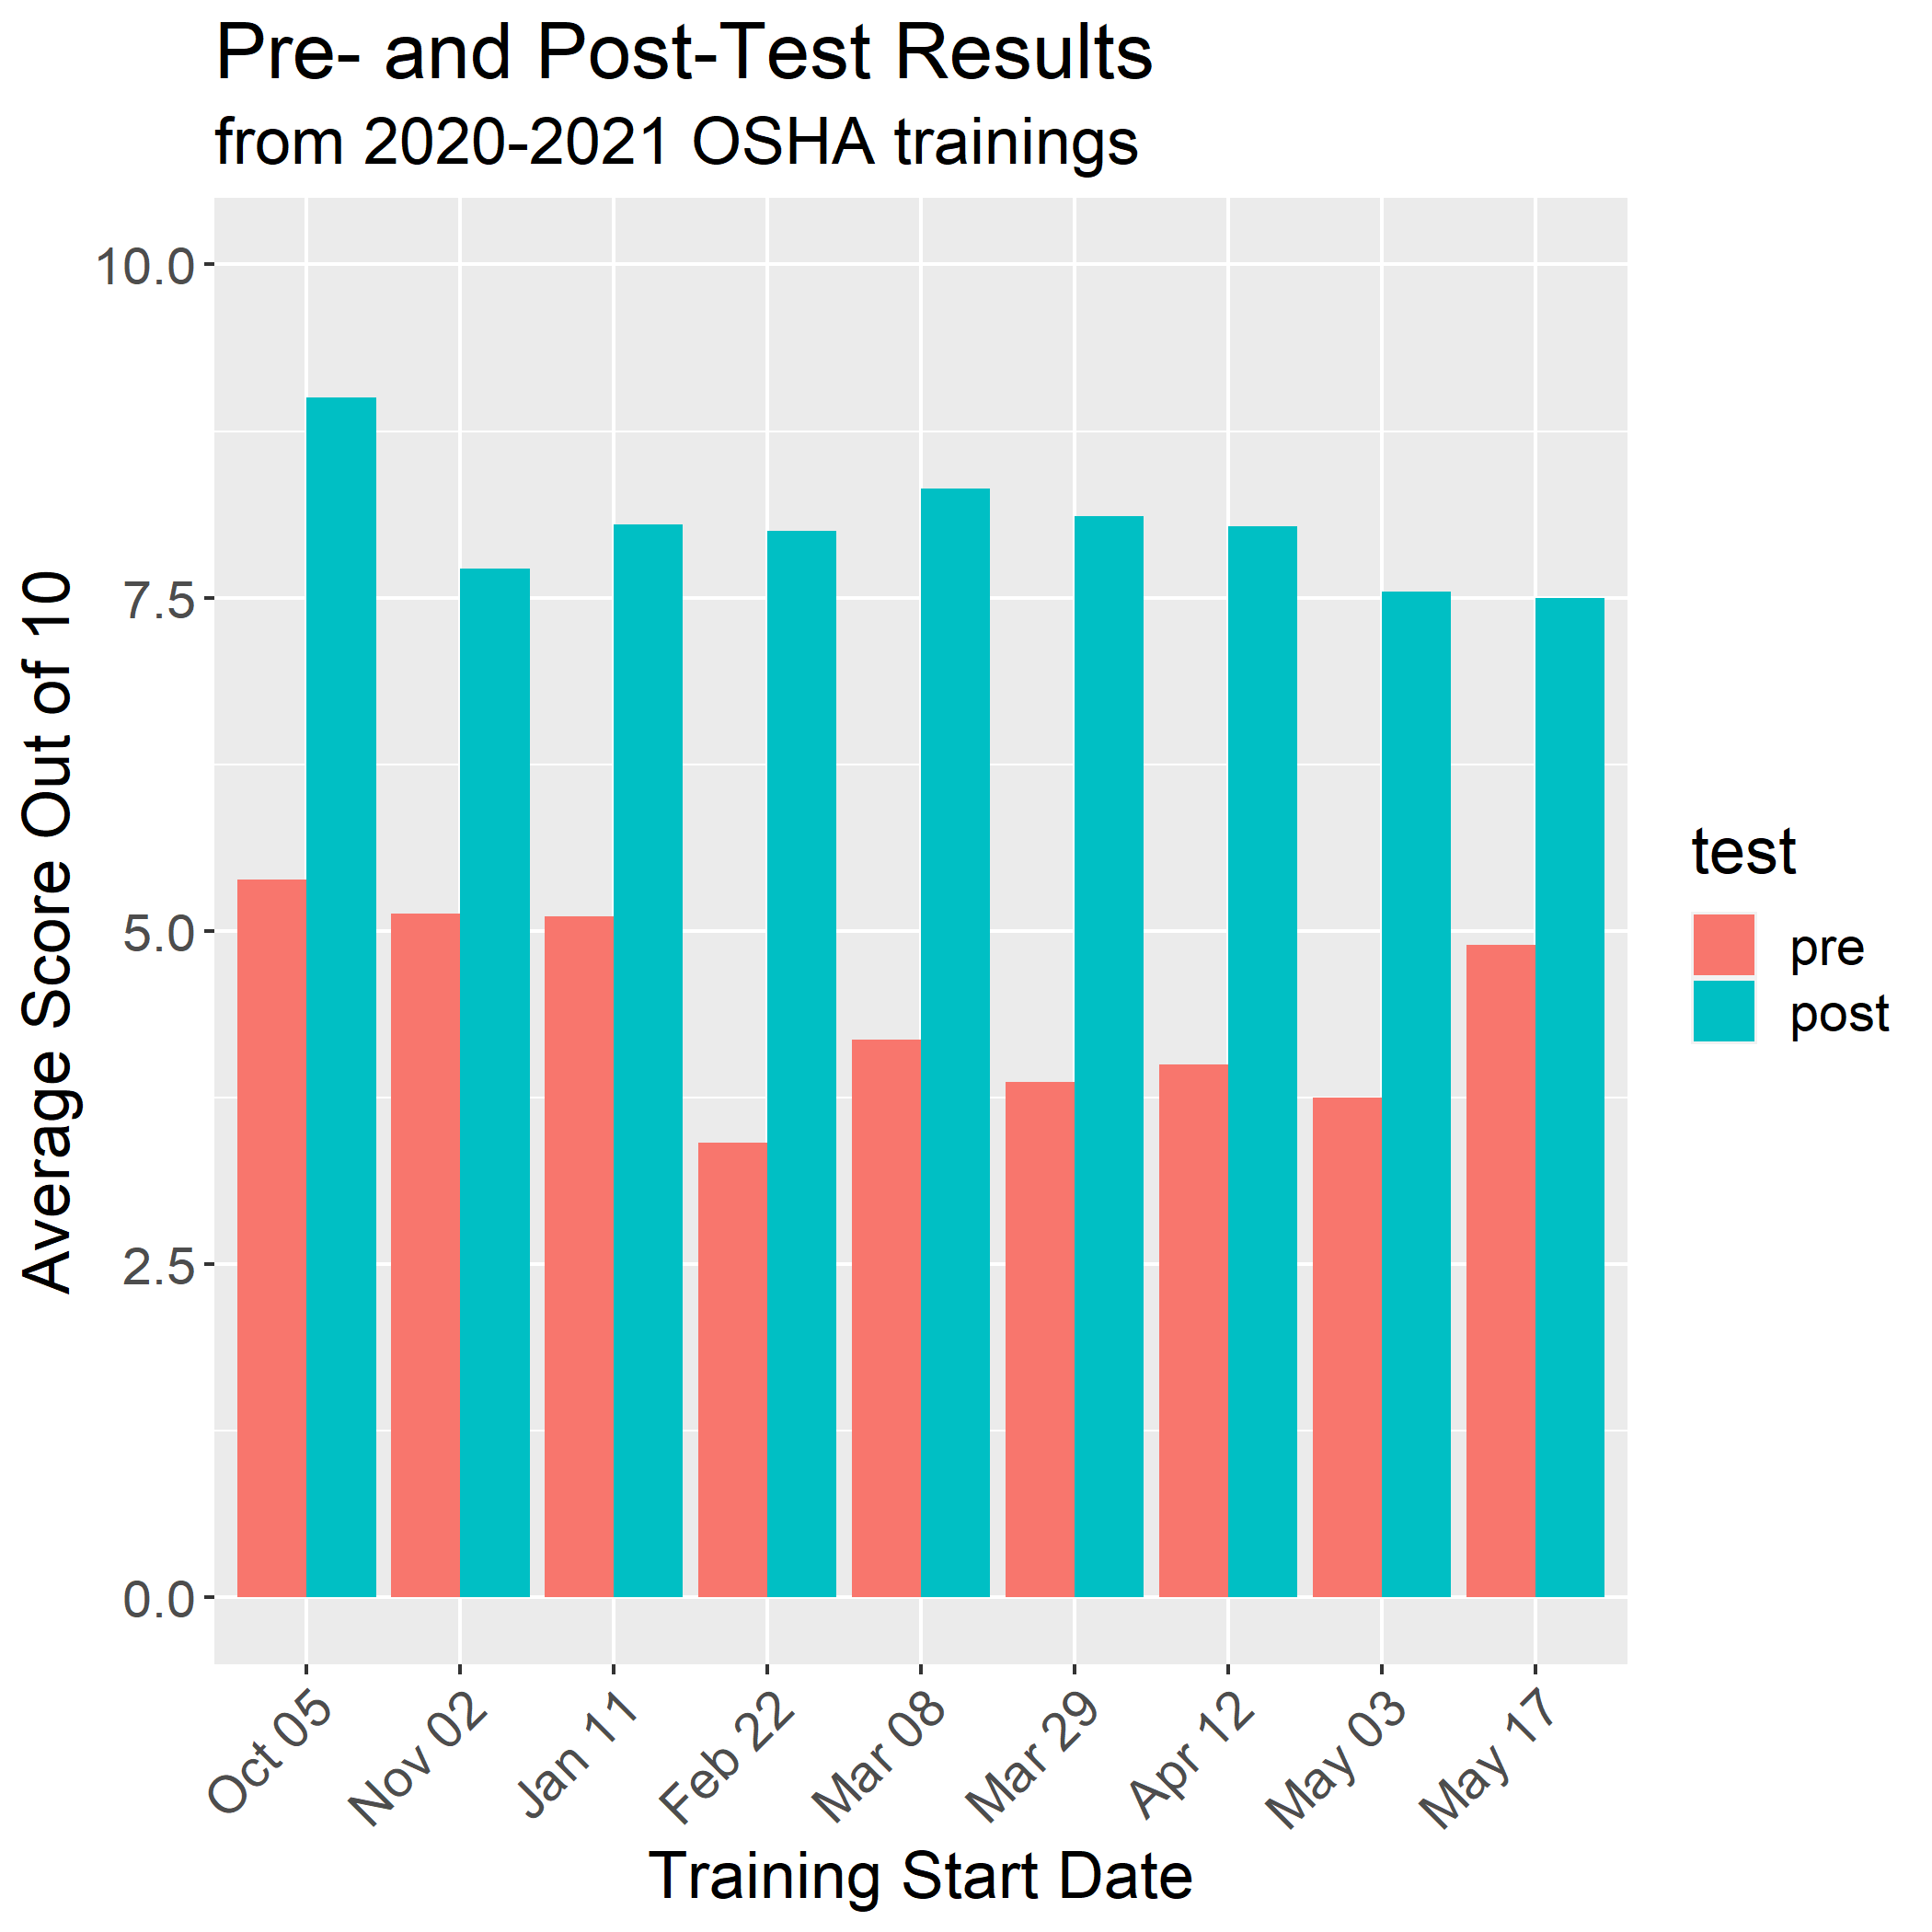 Pre- and Post-Test Results
from 2020-2021 OSHA trainings
Average Score Out of 10
10.0
7.5
5.0
2.5
0.0
test
pre
post
Oct 05
Nov 02
Jan 11
Feb 22
Mar 08
Mar 29
Apr 12
May 03
May 17
Training Start Date